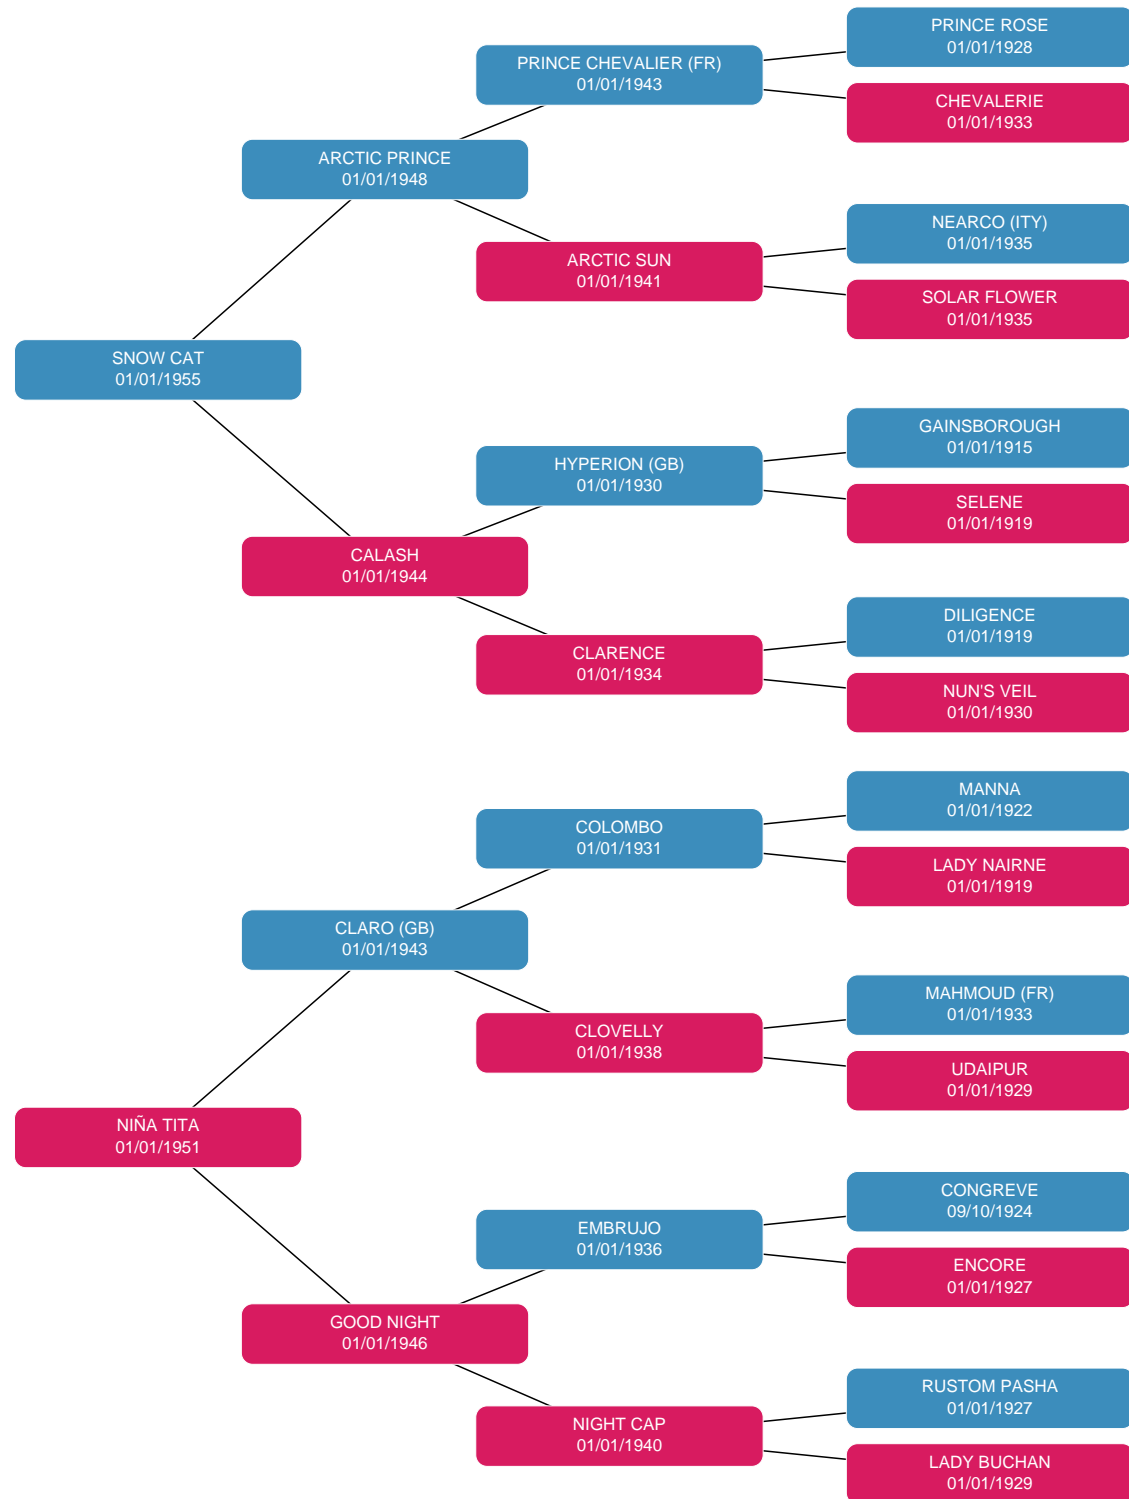 PRINCE ROSE
01/01/1928
PRINCE CHEVALIER (FR)
01/01/1943
CHEVALERIE
01/01/1933
ARCTIC PRINCE
01/01/1948
NEARCO (ITY)
01/01/1935
ARCTIC SUN
01/01/1941
SOLAR FLOWER
01/01/1935
SNOW CAT
01/01/1955
GAINSBOROUGH
01/01/1915
HYPERION (GB)
01/01/1930
SELENE
01/01/1919
CALASH
01/01/1944
DILIGENCE
01/01/1919
CLARENCE
01/01/1934
NUN'S VEIL
01/01/1930
MANNA
01/01/1922
COLOMBO
01/01/1931
LADY NAIRNE
01/01/1919
CLARO (GB)
01/01/1943
MAHMOUD (FR)
01/01/1933
CLOVELLY
01/01/1938
UDAIPUR
01/01/1929
NIÑA TITA
01/01/1951
CONGREVE
09/10/1924
EMBRUJO
01/01/1936
ENCORE
01/01/1927
GOOD NIGHT
01/01/1946
RUSTOM PASHA
01/01/1927
NIGHT CAP
01/01/1940
LADY BUCHAN
01/01/1929